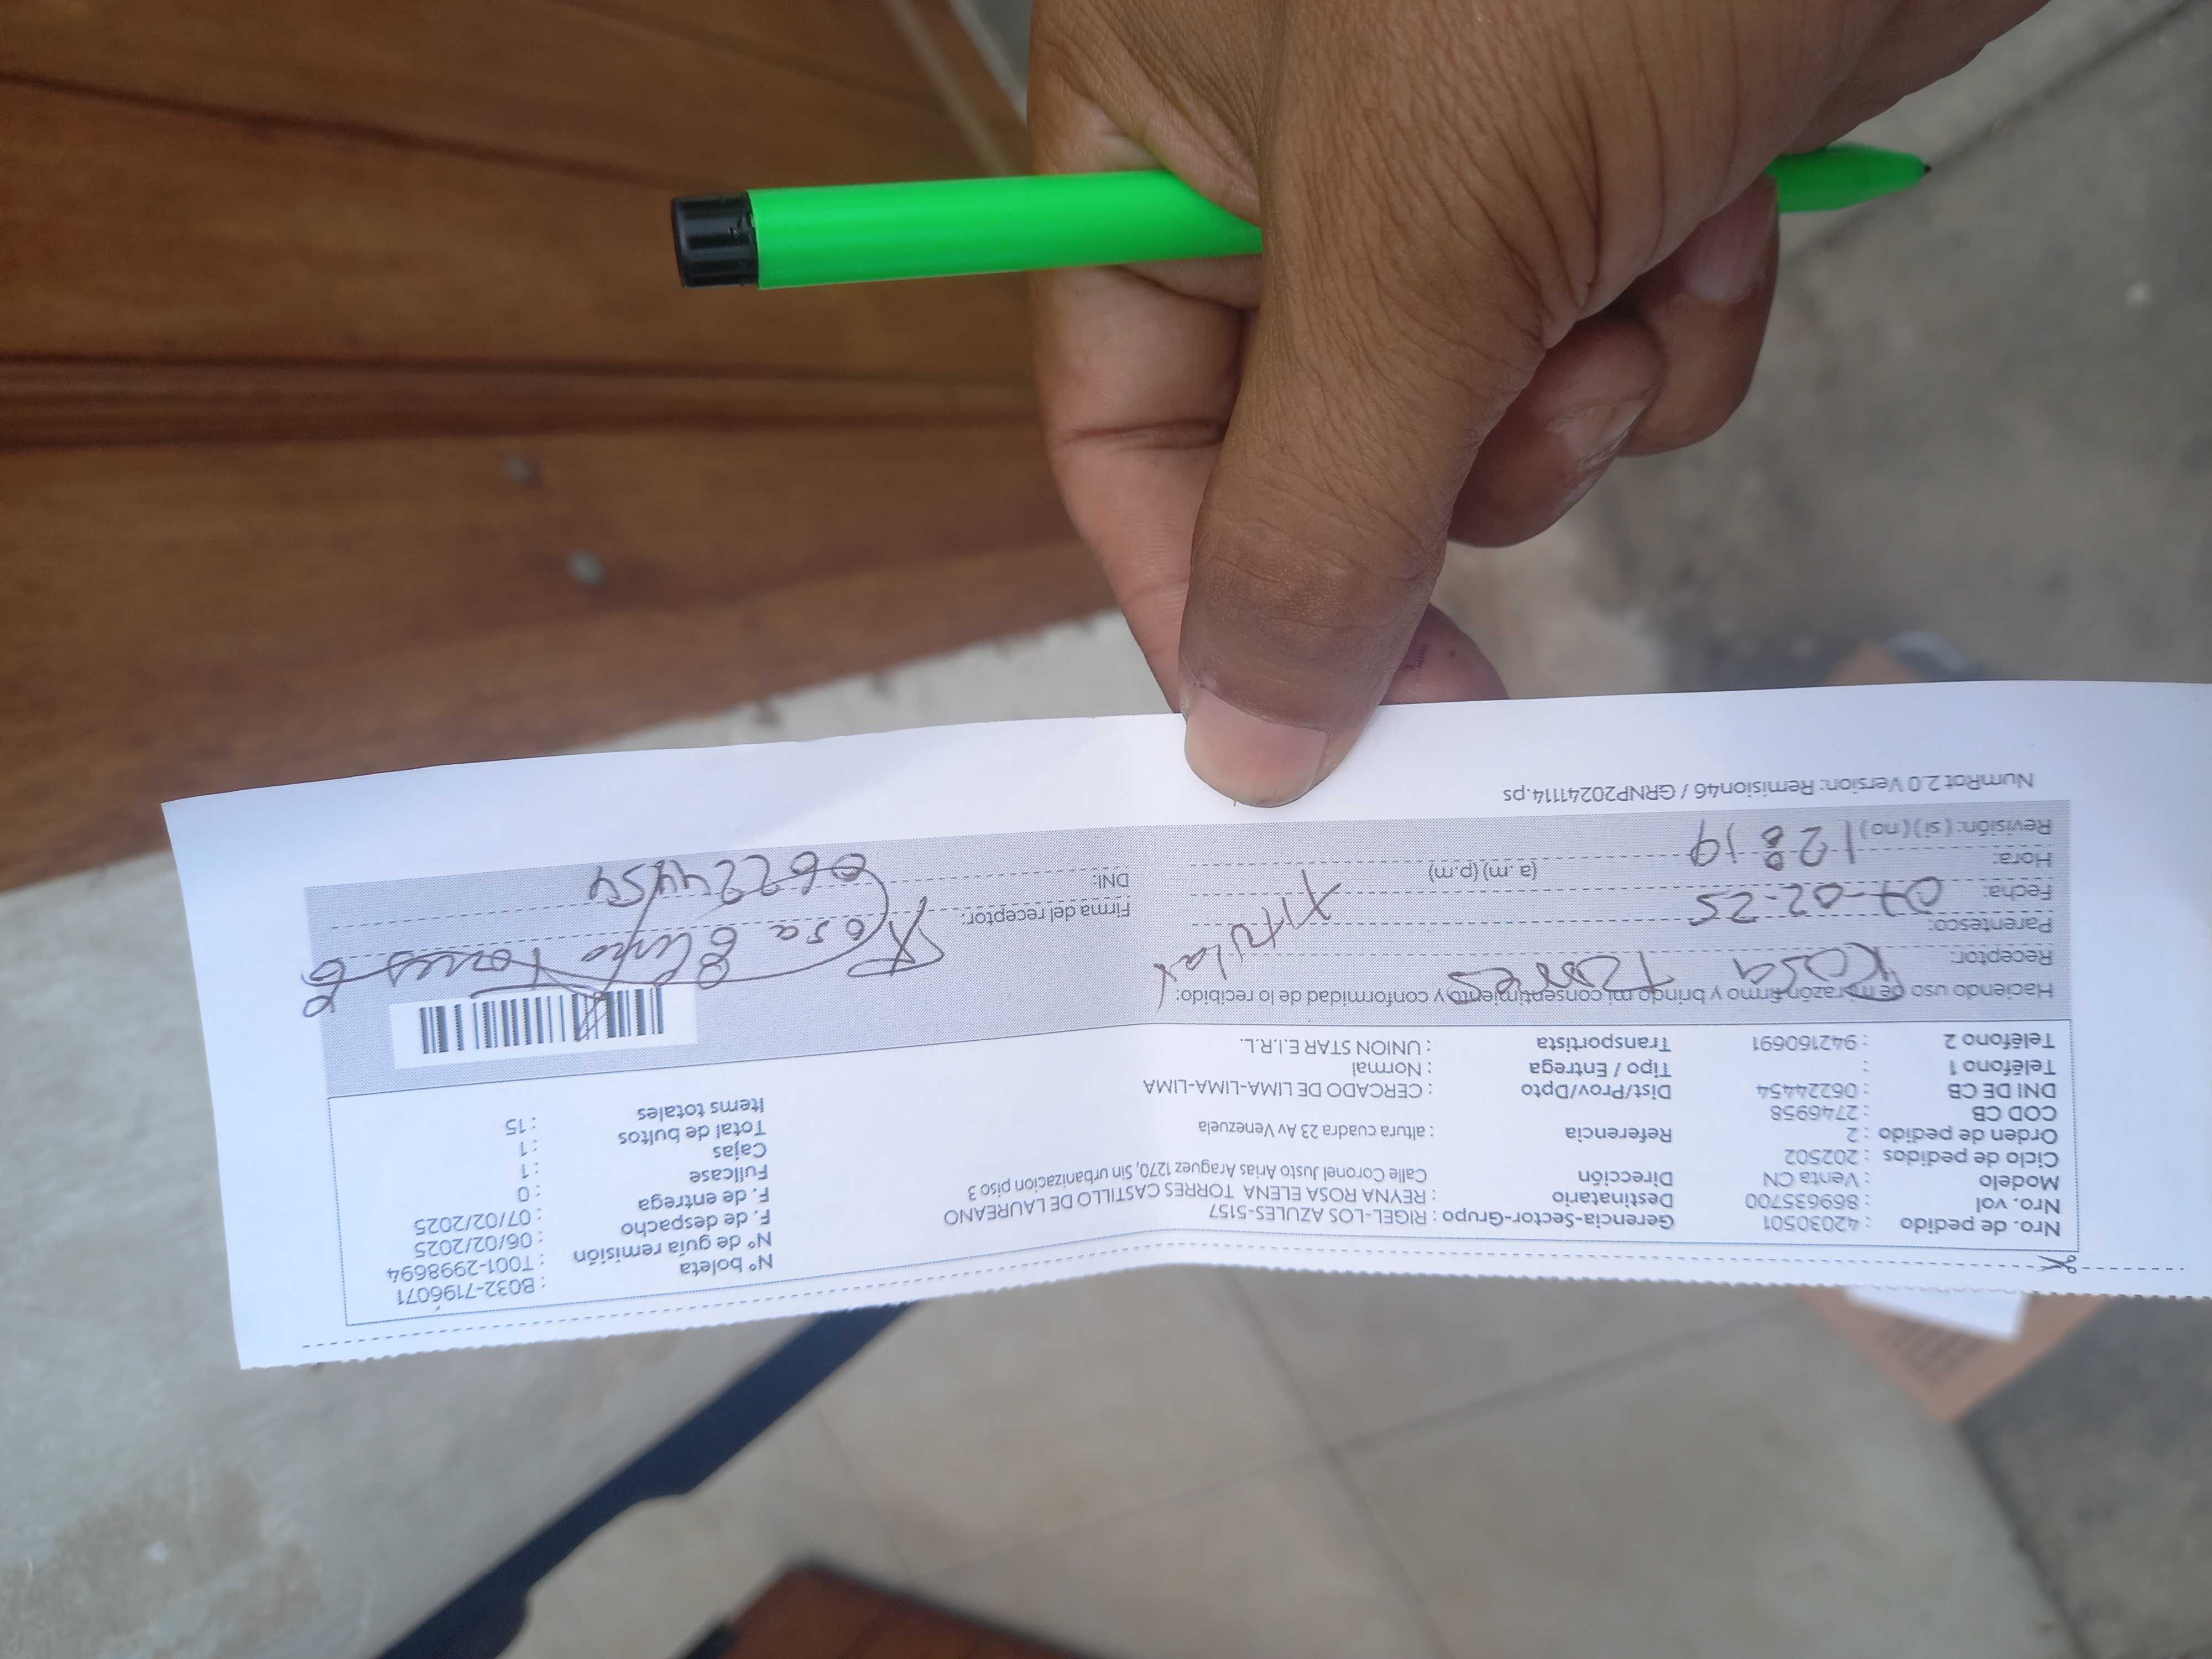 Nro. de pedido : 42030501
Nro. vol : 869635700
Modelo : Venta CN
Ciclo de pedidos : 202502
Orden de pedido : 2
COD CB : 2746958
DNI DE CB : 06224454
Teléfono 1 :
Teléfono 2 : 942160691
Gerencia-Sector-Grupo : RIGEL-LOS AZULES-5157
Destinatario : REYNA ROSA ELENA TORRES CASTILLO DE LAUREANO
Dirección Calle Coronel Justo Arias Araguez 1270, Sin urbanizacion piso 3
Referencia : altura cuadra 23 Av Venezuela
Dist/Prov/Dpto : CERCADO DE LIMA-LIMA-LIMA
Tipo / Entrega : Normal
Transportista : UNION STAR E.I.R.L.
N° boleta : B032-7196071
N° de guía remisión : T001-2998694
F. de despacho : 06/02/2025
F. de entrega : 07/02/2025
Fullcase : 0
Cajas : 1
Total de bultos : 1
Items totales : 15
Haciendo uso de mi razón firmo y brindo mi consentimiento y conformidad de lo recibido:
Receptor: Rosa Torres
Parentesco: Titular
Fecha: 07-02-25
Hora: 12:19 (a.m) (p.m)
Revisión: (si) (no)
Firma del receptor: Rosa Elena Torres
DNI: 06224454
NumRot 2.0 Version: Remision46 / GRNP20241114.ps